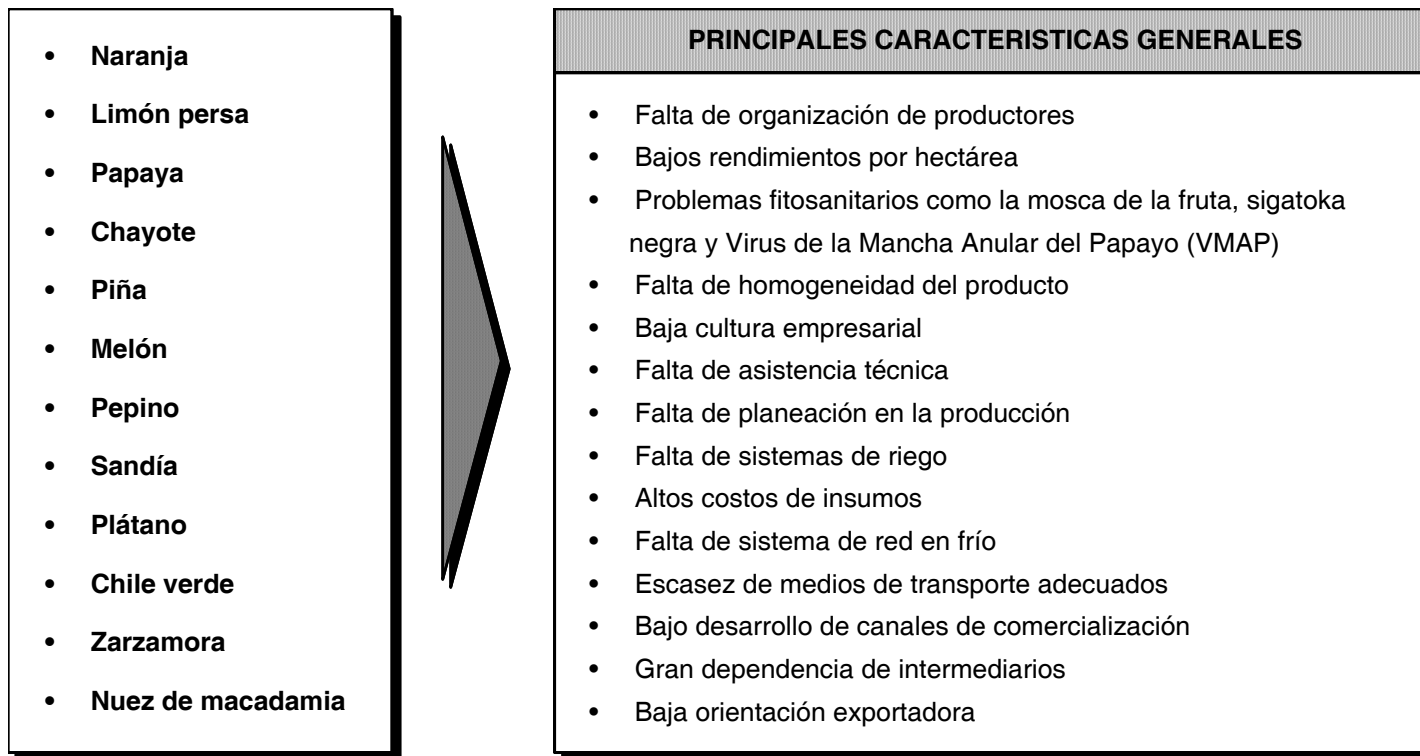 • Naranja
• Limón persa
• Papaya
• Chayote
• Piña
• Melón
• Pepino
• Sandía
• Plátano
• Chile verde
• Zarzamora
• Nuez de macadamia
PRINCIPALES CARACTERISTICAS GENERALES
• Falta de organización de productores
• Bajos rendimientos por hectárea
• Problemas fitosanitarios como la mosca de la fruta, sigatoka
negra y Virus de la Mancha Anular del Papayo (VMAP)
• Falta de homogeneidad del producto
• Baja cultura empresarial
• Falta de asistencia técnica
• Falta de planeación en la producción
• Falta de sistemas de riego
• Altos costos de insumos
• Falta de sistema de red en frío
• Escasez de medios de transporte adecuados
• Bajo desarrollo de canales de comercialización
• Gran dependencia de intermediarios
• Baja orientación exportadora